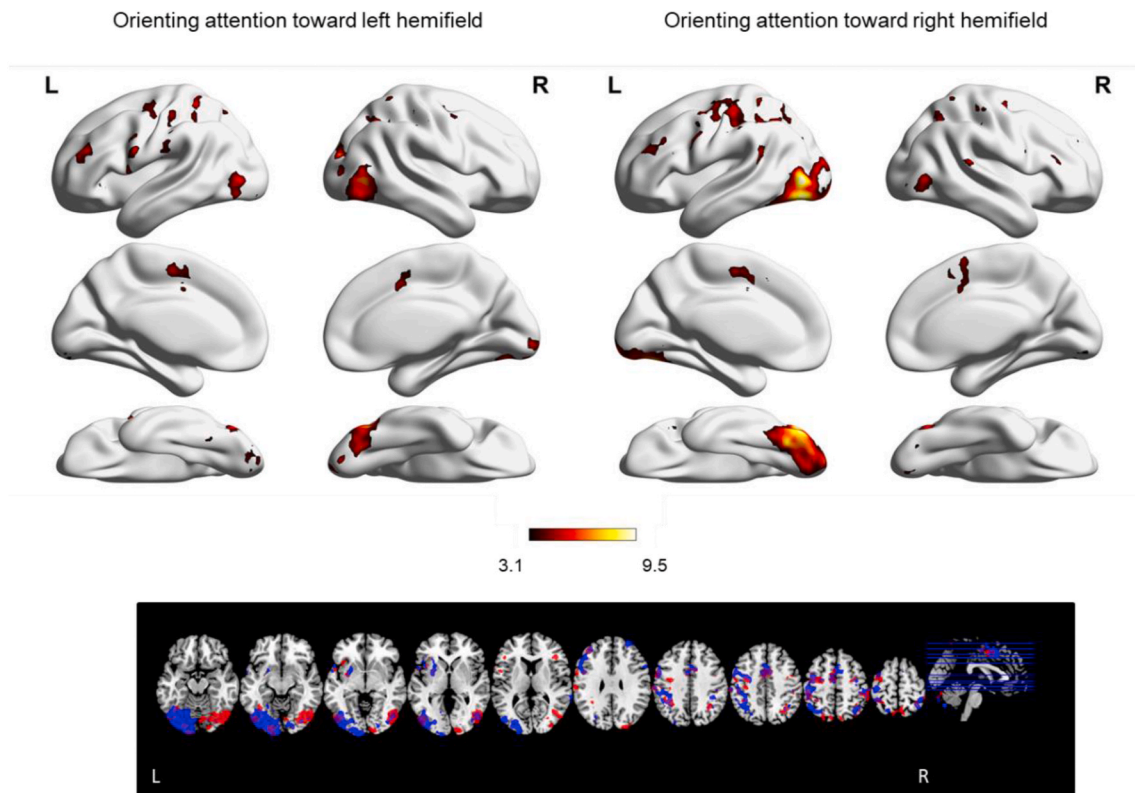 Orienting attention toward left hemifield
Orienting attention toward right hemifield
L
R
L
R
3.1
9.5
L
R